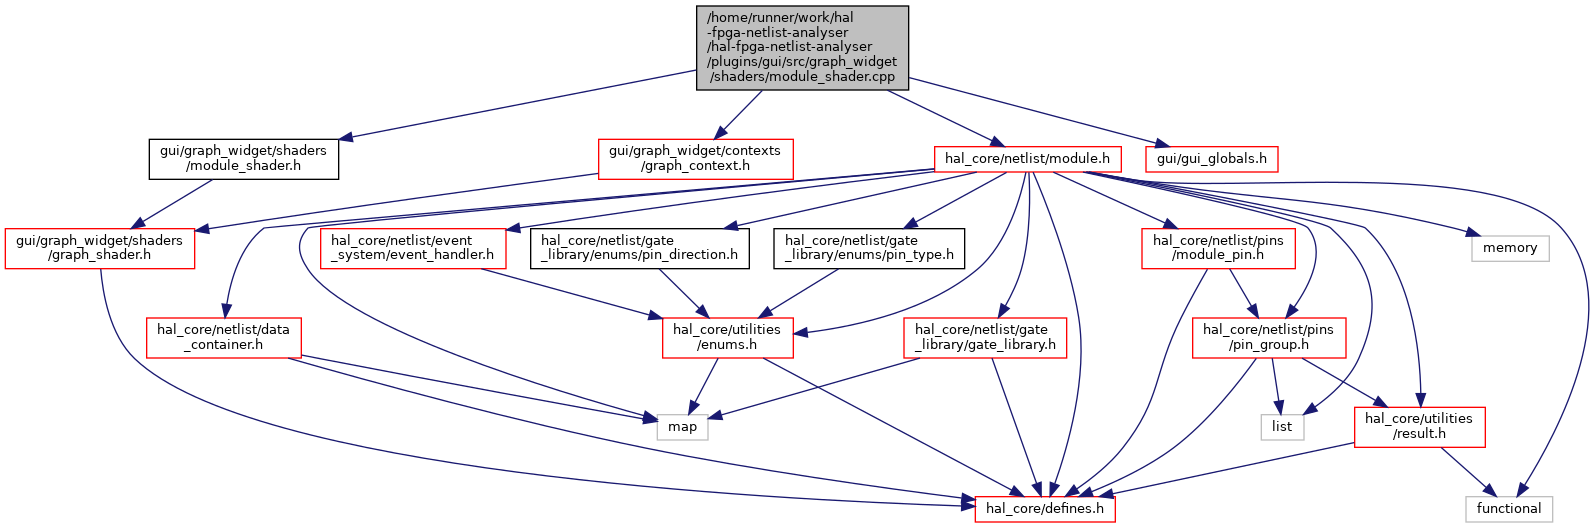 /home/runner/work/hal
-fpga-netlist-analyser
/hal-fpga-netlist-analyser
/plugins/gui/src/graph_widget
/shaders/module_shader.cpp
gui/graph_widget/shaders
/module_shader.h
gui/graph_widget/contexts
/graph_context.h
hal_core/netlist/module.h
gui/gui_globals.h
gui/graph_widget/shaders
/graph_shader.h
hal_core/netlist/event
_system/event_handler.h
hal_core/netlist/gate
_library/enums/pin_direction.h
hal_core/netlist/gate
_library/enums/pin_type.h
hal_core/netlist/pins
/module_pin.h
memory
hal_core/netlist/data
_container.h
hal_core/utilities
/enums.h
hal_core/netlist/gate
_library/gate_library.h
hal_core/netlist/pins
/pin_group.h
map
list
hal_core/utilities
/result.h
hal_core/defines.h
functional